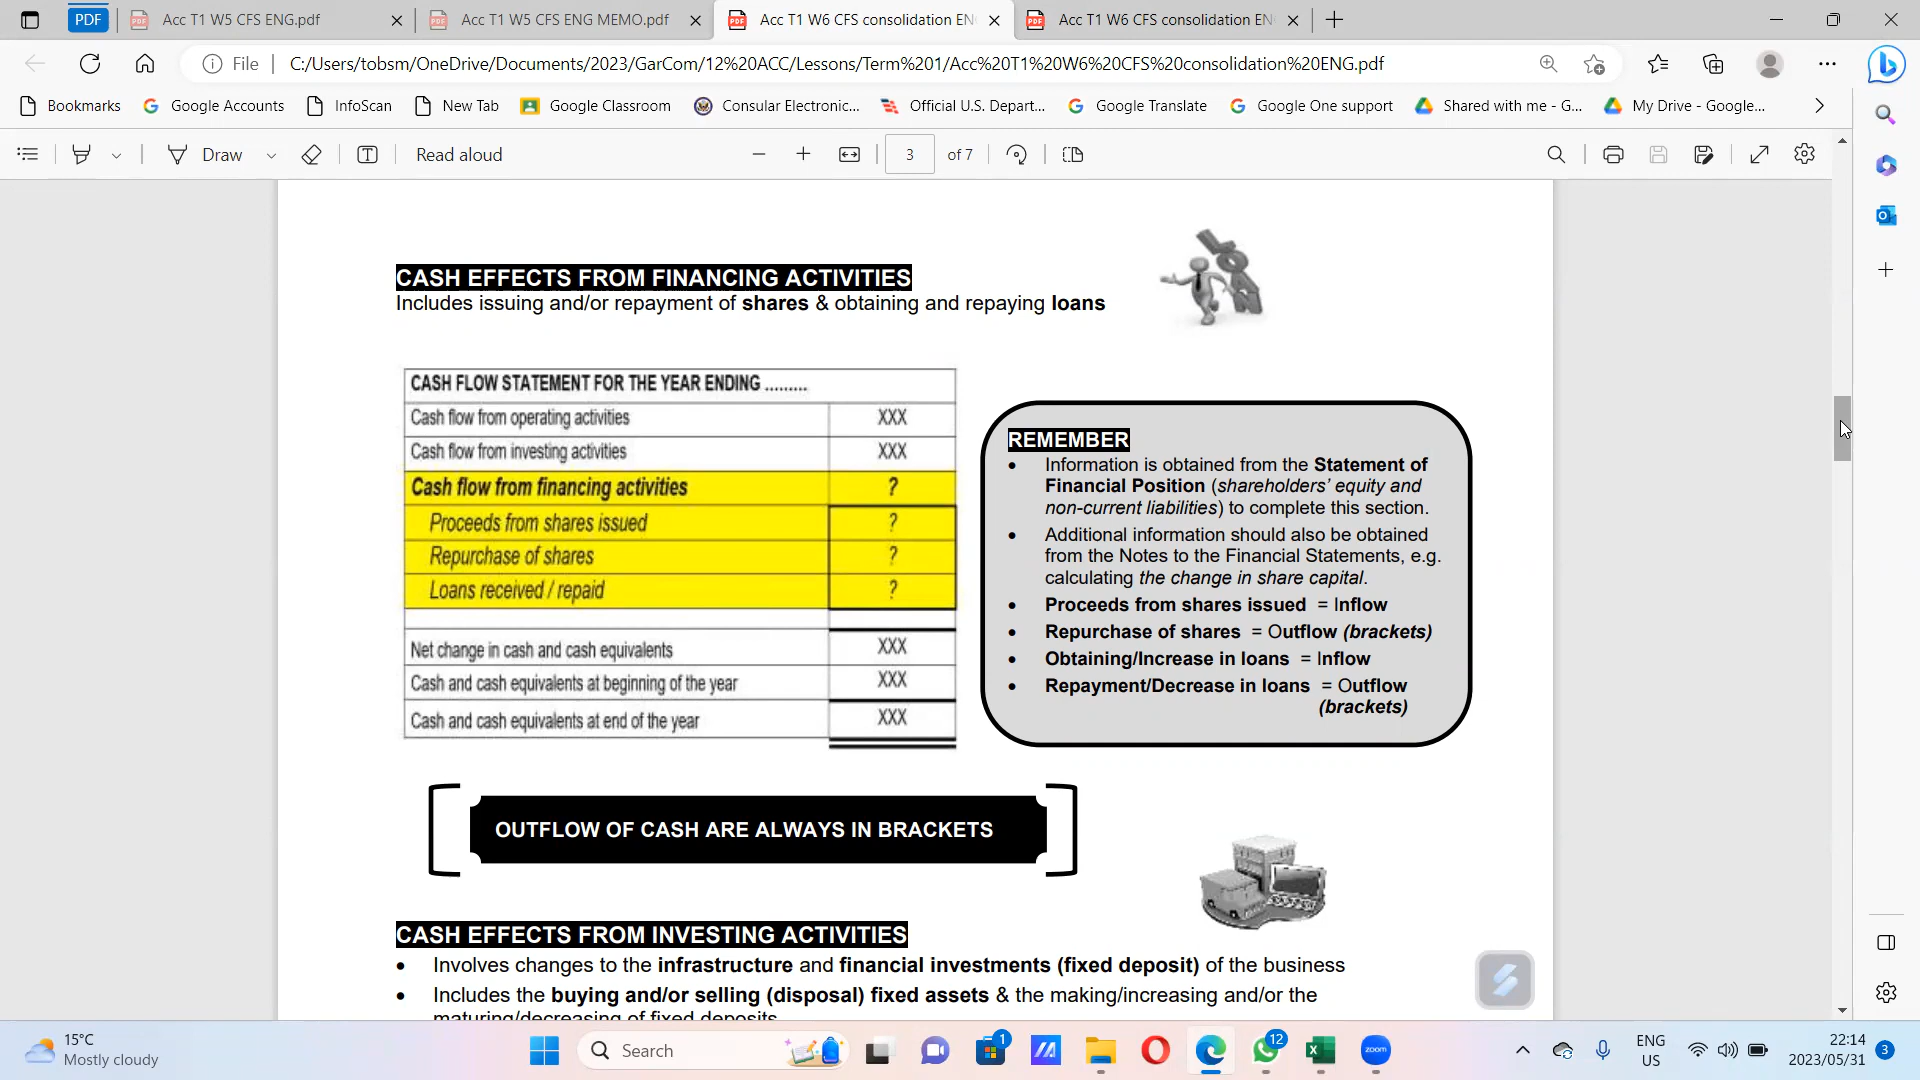 PDF
Acc T1 W5 CFS ENG.pdf
Acc T1 W5 CFS ENG MEMO.pdf
Acc T1 W6 CFS consolidation EN
Acc T1 W6 CFS consolidation EN
File
C:/Users/tobsm/OneDrive/Documents/2023/GarCom/12%20ACC/Lessons/Term%201/Acc%20T1%20W6%20CFS%20consolidation%20ENG.pdf
Bookmarks
Google Accounts
InfoScan
New Tab
Google Classroom
Consular Electronic...
Official U.S. Depart...
Google Translate
Google One support
Shared with me - G...
My Drive - Google...
Draw
Read aloud
3
of 7
CASH EFFECTS FROM FINANCING ACTIVITIES
Includes issuing and/or repayment of shares & obtaining and repaying loans
LOAN
CASH FLOW STATEMENT FOR THE YEAR ENDING .........
Cash flow from operating activities XXX
Cash flow from investing activities XXX
Cash flow from financing activities ?
Proceeds from shares issued ?
Repurchase of shares ?
Loans received / repaid ?
Net change in cash and cash equivalents XXX
Cash and cash equivalents at beginning of the year XXX
Cash and cash equivalents at end of the year XXX
REMEMBER
• Information is obtained from the Statement of
Financial Position (shareholders' equity and
non-current liabilities) to complete this section.
• Additional information should also be obtained
from the Notes to the Financial Statements, e.g.
calculating the change in share capital.
• Proceeds from shares issued = Inflow
• Repurchase of shares = Outflow (brackets)
• Obtaining/Increase in loans = Inflow
• Repayment/Decrease in loans = Outflow
(brackets)
OUTFLOW OF CASH ARE ALWAYS IN BRACKETS
CASH EFFECTS FROM INVESTING ACTIVITIES
• Involves changes to the infrastructure and financial investments (fixed deposit) of the business
• Includes the buying and/or selling (disposal) fixed assets & the making/increasing and/or the
maturing/decreasing of fixed deposits
15°C
Mostly cloudy
Search
1
12
zoom
ENG
US
22:14
2023/05/31
3